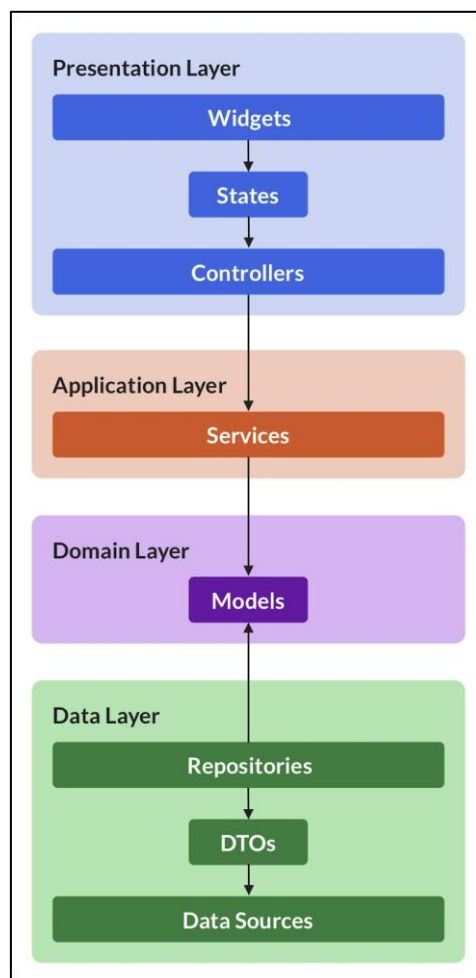 Presentation Layer
Widgets
States
Controllers
Application Layer
Services
Domain Layer
Models
Data Layer
Repositories
DTOs
Data Sources